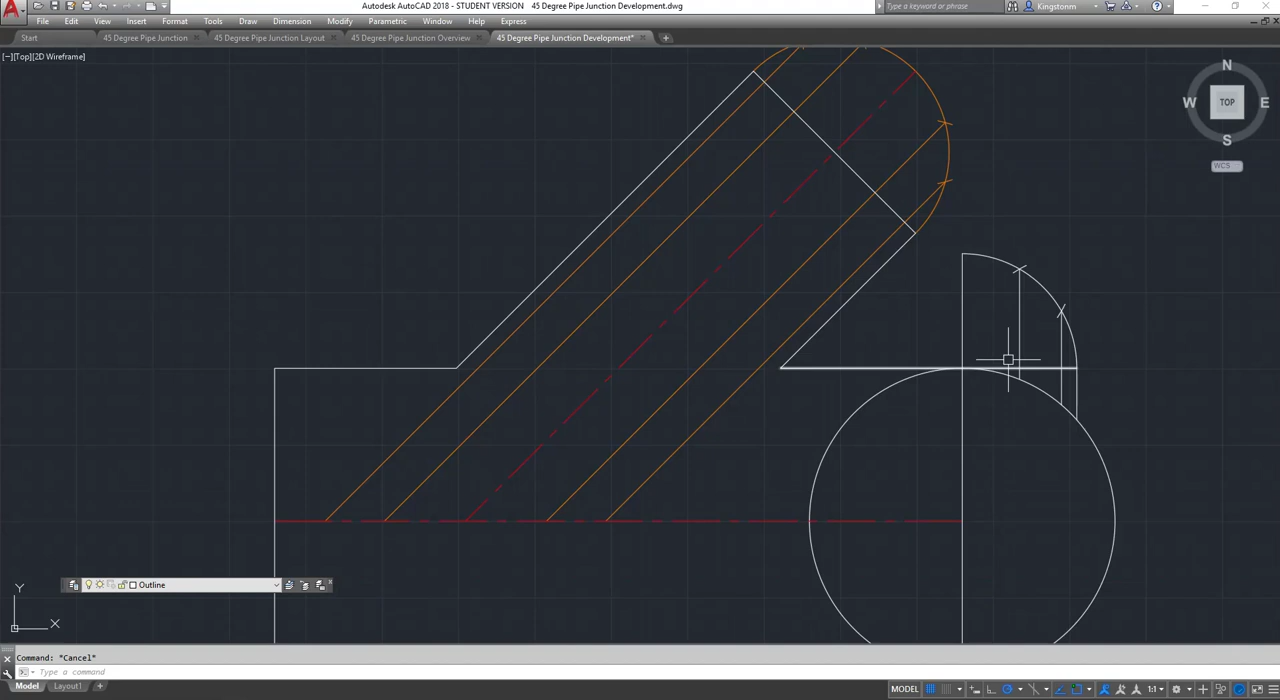 Autodesk AutoCAD 2018 - STUDENT VERSION 45 Degree Pipe Junction Development.dwg
Type a keyword or phrase
Kingstonm
File Edit View Insert Format Tools Draw Dimension Modify Parametric Window Help Express
Start 45 Degree Pipe Junction 45 Degree Pipe Junction Layout 45 Degree Pipe Junction Overview 45 Degree Pipe Junction Development*
[−][Top][2D Wireframe]
N
W TOP E
S
WCS
Outline
Y
X
Command: *Cancel*
Type a command
Model Layout1
MODEL 1:1